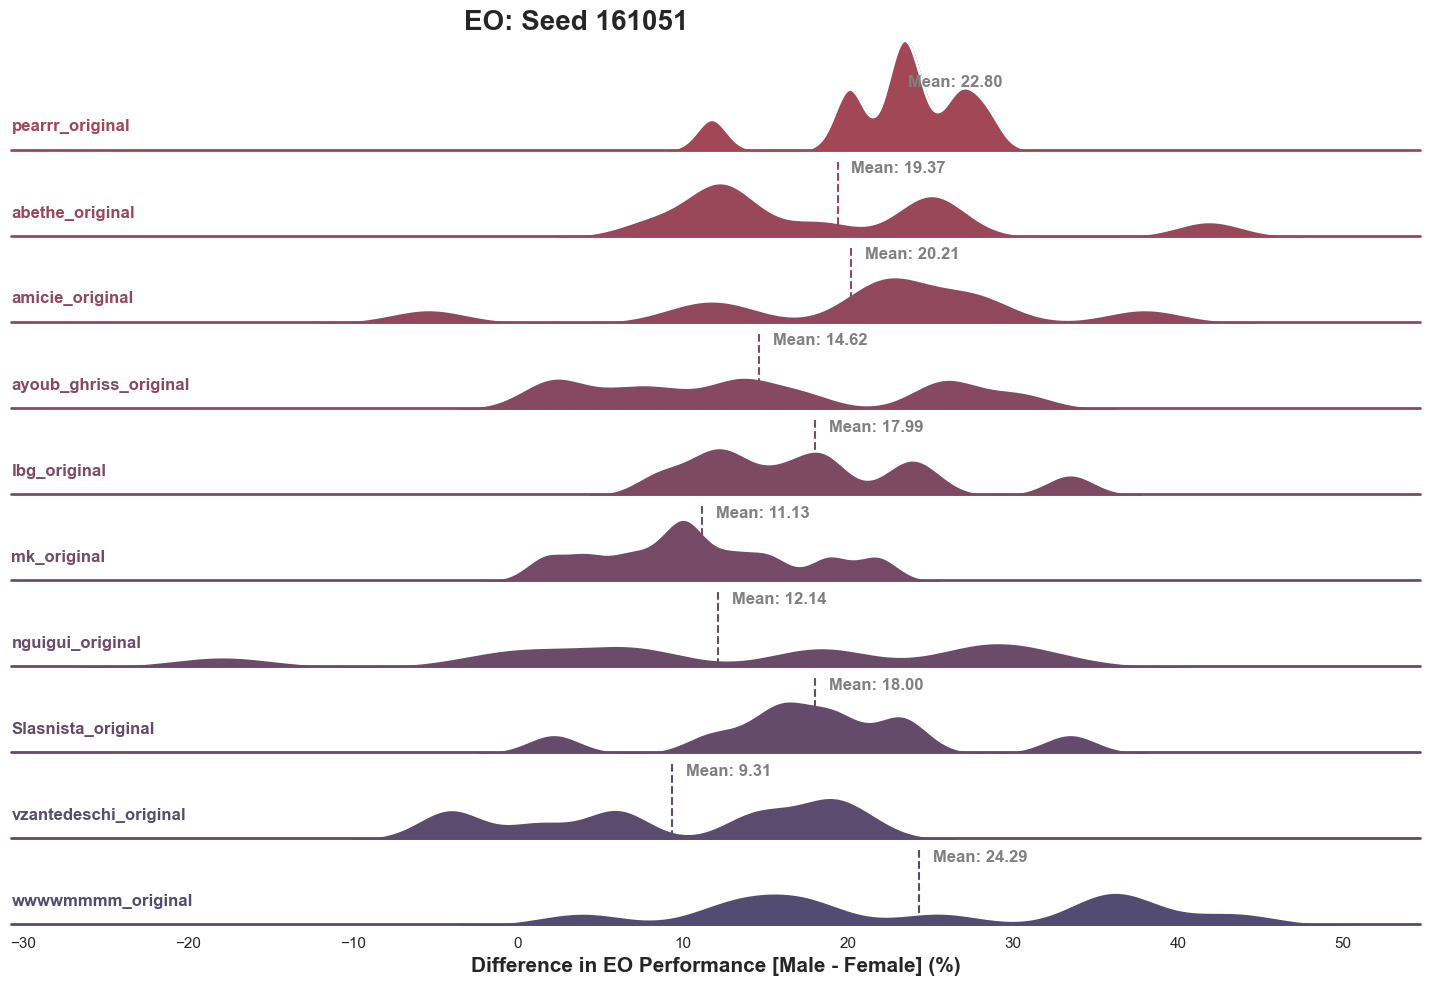 EO: Seed 161051
Mean: 22.80
pearrr_original
Mean: 19.37
abethe_original
Mean: 20.21
amicie_original
Mean: 14.62
ayoub_ghriss_original
Mean: 17.99
lbg_original
Mean: 11.13
mk_original
Mean: 12.14
nguigui_original
Mean: 18.00
Slasnista_original
Mean: 9.31
vzantedeschi_original
Mean: 24.29
wwwwmmmm_original
−30 −20 −10 0 10 20 30 40 50
Difference in EO Performance [Male - Female] (%)